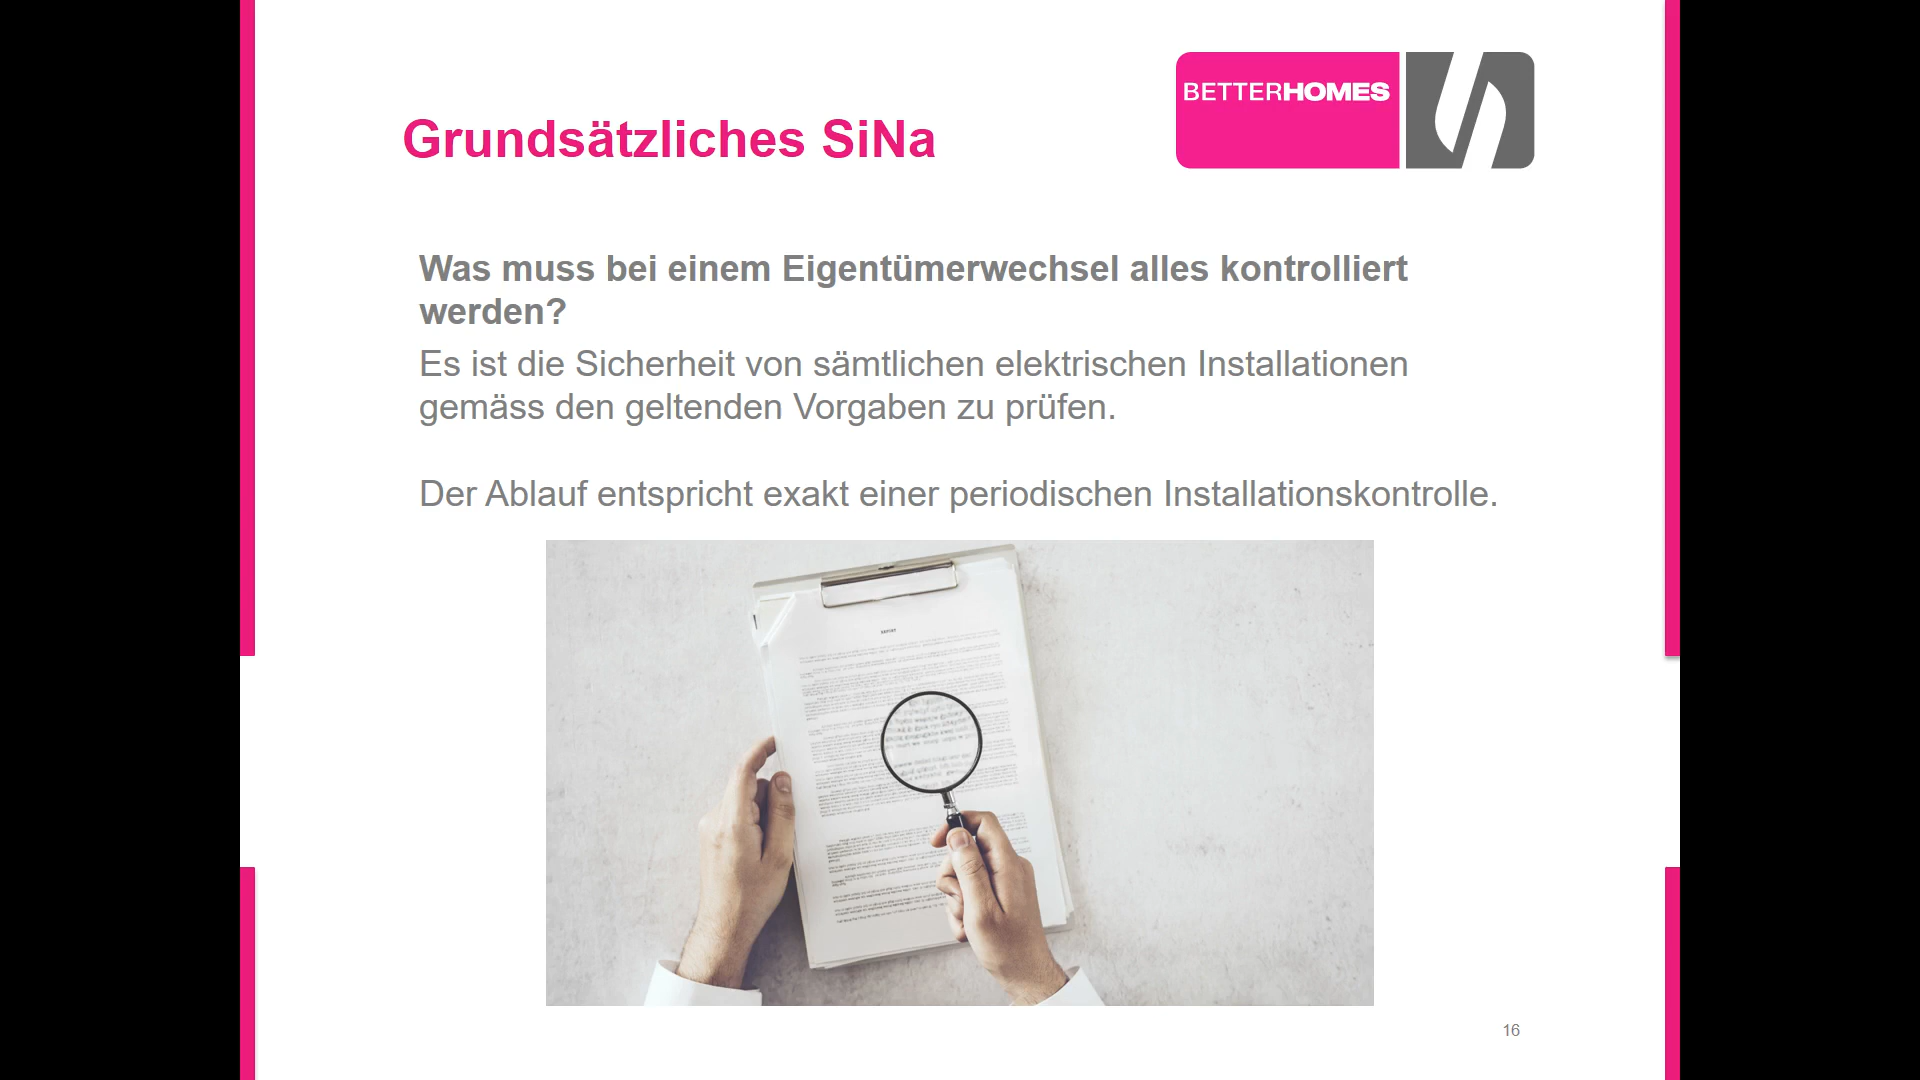 BETTERHOMES
Grundsätzliches SiNa
Was muss bei einem Eigentümerwechsel alles kontrolliert
werden?
Es ist die Sicherheit von sämtlichen elektrischen Installationen
gemäss den geltenden Vorgaben zu prüfen.
Der Ablauf entspricht exakt einer periodischen Installationskontrolle.
16